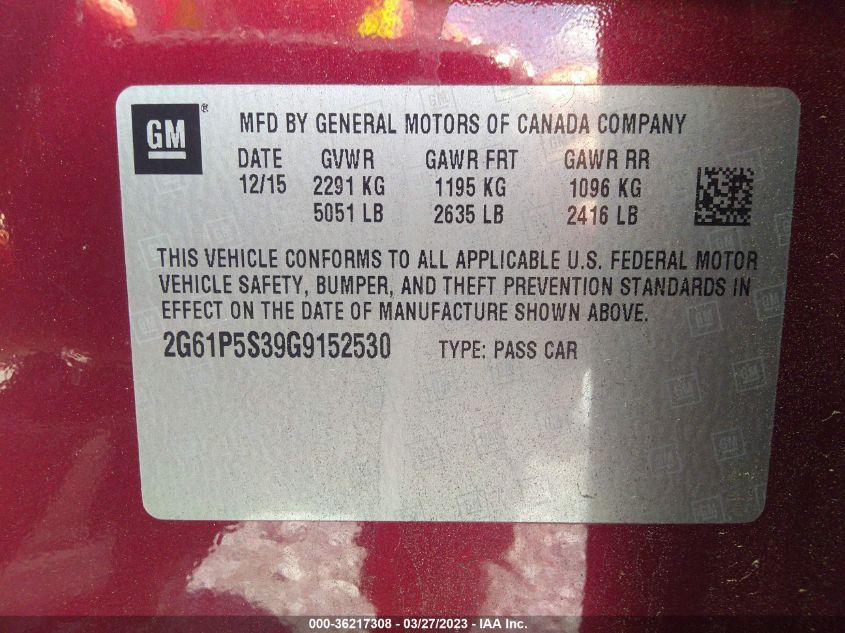 GM ®
MFD BY GENERAL MOTORS OF CANADA COMPANY
DATE GVWR GAWR FRT GAWR RR
12/15 2291 KG 1195 KG 1096 KG
5051 LB 2635 LB 2416 LB
THIS VEHICLE CONFORMS TO ALL APPLICABLE U.S. FEDERAL MOTOR
VEHICLE SAFETY, BUMPER, AND THEFT PREVENTION STANDARDS IN
EFFECT ON THE DATE OF MANUFACTURE SHOWN ABOVE.
2G61P5S39G9152530 TYPE: PASS CAR
000-36217308 - 03/27/2023 - IAA Inc.